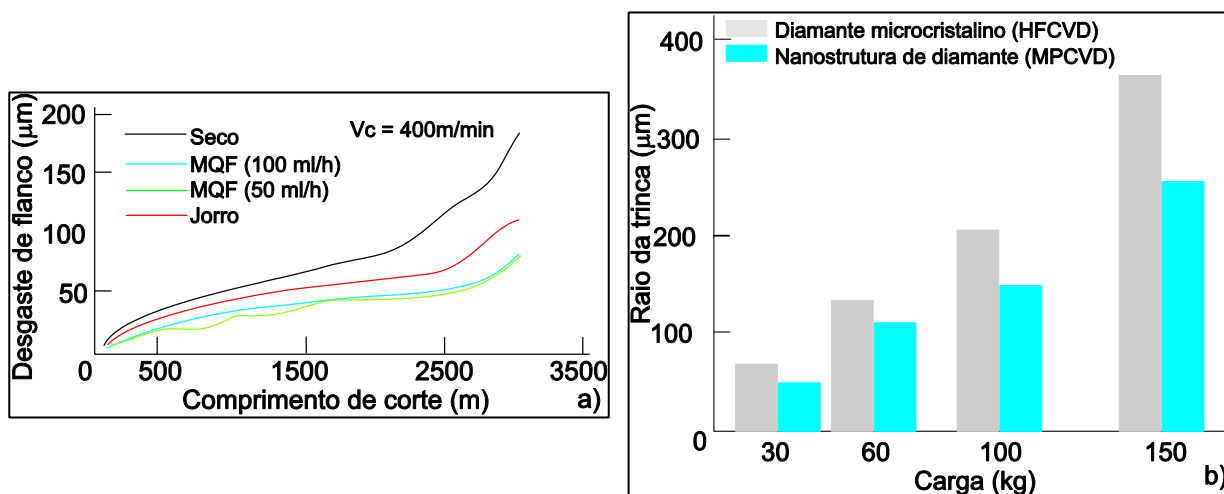 200
150
100
50
0
500
1500
2500
3500
Desgaste de flanco (μm)
Seco
MQF (100 ml/h)
MQF (50 ml/h)
Jorro
Vc = 400m/min
Comprimento de corte (m)
a)
400
300
200
100
0
Raio da trinca (μm)
Diamante microcristalino (HFCVD)
Nanostrutura de diamante (MPCVD)
30
60
100
150
Carga (kg)
b)